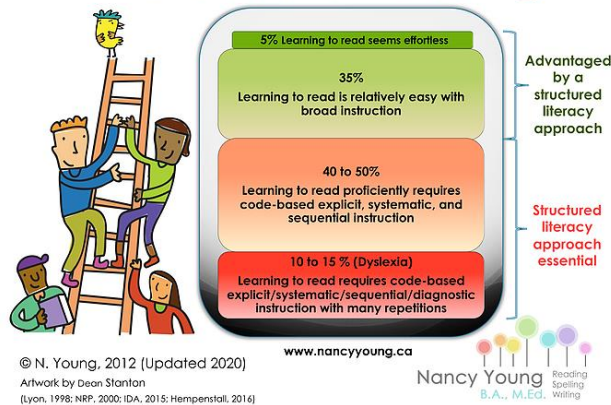 5% Learning to read seems effortless
35%
Learning to read is relatively easy with
broad instruction
40 to 50%
Learning to read proficiently requires
code-based explicit, systematic, and
sequential instruction
10 to 15 % (Dyslexia)
Learning to read requires code-based
explicit/systematic/sequential/diagnostic
instruction with many repetitions
Advantaged
by a
structured
literacy
approach
Structured
literacy
approach
essential
www.nancyyoung.ca
© N. Young, 2012 (Updated 2020)
Artwork by Dean Stanton
(Lyon, 1998; NRP, 2000; IDA, 2015; Hempenstall, 2016)
Nancy Young
B.A., M.Ed.
Reading
Spelling
Writing